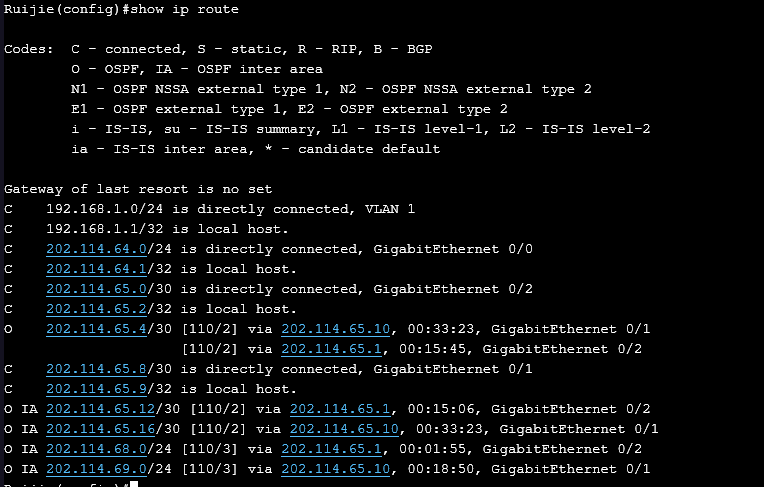 Ruijie(config)#show ip route
Codes:  C - connected, S - static, R - RIP, B - BGP
        O - OSPF, IA - OSPF inter area
        N1 - OSPF NSSA external type 1, N2 - OSPF NSSA external type 2
        E1 - OSPF external type 1, E2 - OSPF external type 2
        i - IS-IS, su - IS-IS summary, L1 - IS-IS level-1, L2 - IS-IS level-2
        ia - IS-IS inter area, * - candidate default
Gateway of last resort is no set
C    192.168.1.0/24 is directly connected, VLAN 1
C    192.168.1.1/32 is local host.
C    202.114.64.0/24 is directly connected, GigabitEthernet 0/0
C    202.114.64.1/32 is local host.
C    202.114.65.0/30 is directly connected, GigabitEthernet 0/2
C    202.114.65.2/32 is local host.
O    202.114.65.4/30 [110/2] via 202.114.65.10, 00:33:23, GigabitEthernet 0/1
                     [110/2] via 202.114.65.1, 00:15:45, GigabitEthernet 0/2
C    202.114.65.8/30 is directly connected, GigabitEthernet 0/1
C    202.114.65.9/32 is local host.
O IA 202.114.65.12/30 [110/2] via 202.114.65.1, 00:15:06, GigabitEthernet 0/2
O IA 202.114.65.16/30 [110/2] via 202.114.65.10, 00:33:23, GigabitEthernet 0/1
O IA 202.114.68.0/24 [110/3] via 202.114.65.1, 00:01:55, GigabitEthernet 0/2
O IA 202.114.69.0/24 [110/3] via 202.114.65.10, 00:18:50, GigabitEthernet 0/1
Ruijie(config)#